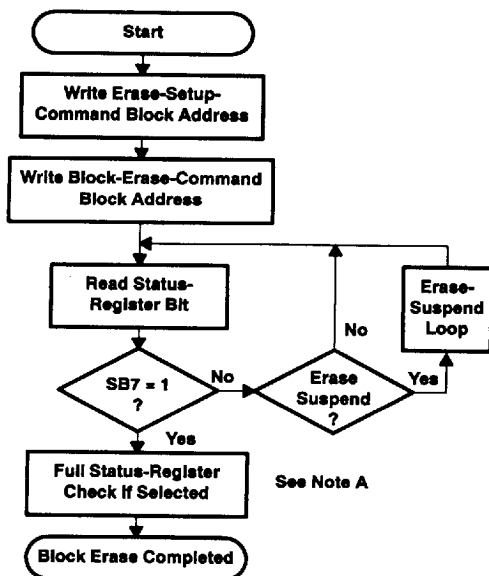 Start
Write Erase-Setup-
Command Block Address
Write Block-Erase-Command
Block Address
Read Status-
Register Bit
Erase-
Suspend
Loop
No
SB7 = 1
?
No
Erase
Suspend
?
Yes
Yes
Full Status-Register
Check If Selected
See Note A
Block Erase Completed